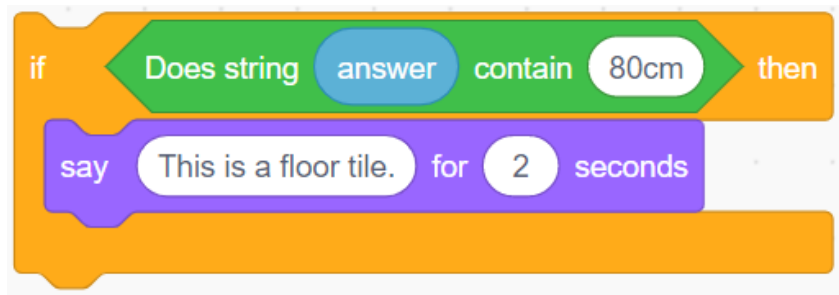 if Does string answer contain 80cm then
say This is a floor tile. for 2 seconds